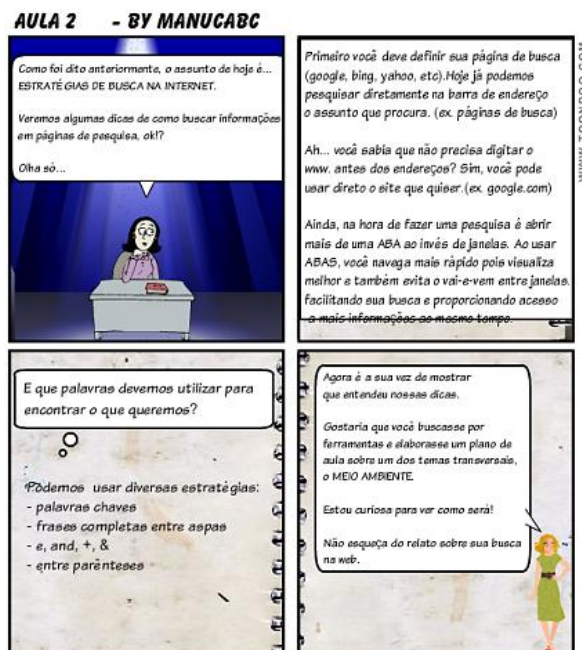 AULA 2 - BY MANUCABC
Como foi dito anteriormente, o assunto de hoje é...
ESTRATÉGIAS DE BUSCA NA INTERNET.
Veremos algumas dicas de como buscar informações
em páginas de pesquisa, ok!?
Olha só...
Primeiro você deve definir sua página de busca
(google, bing, yahoo, etc).Hoje já podemos
pesquisar diretamente na barra de endereço
o assunto que procura. (ex. páginas de busca)
Ah... você sabia que não precisa digitar o
www. antes dos endereços? Sim, você pode
usar direto o site que quiser.(ex. google.com)
Ainda, na hora de fazer uma pesquisa é abrir
mais de uma ABA ao invés de janelas. Ao usar
ABAS, você navega mais rápido pois visualiza
melhor e também evita o vai-e-vem entre janelas.
facilitando sua busca e proporcionando acesso
a mais informações ao mesmo tempo.
WWW.TOONDOO.COM
E que palavras devemos utilizar para
encontrar o que queremos?
Podemos usar diversas estratégias:
- palavras chaves
- frases completas entre aspas
- e, and, +, &
- entre parênteses
Agora é a sua vez de mostrar
que entendeu nossas dicas.
Gostaria que você buscasse por
ferramentas e elaborasse um plano de
aula sobre um dos temas transversais,
o MEIO AMBIENTE.
Estou curiosa para ver como será!
Não esqueça do relato sobre sua busca
na web.